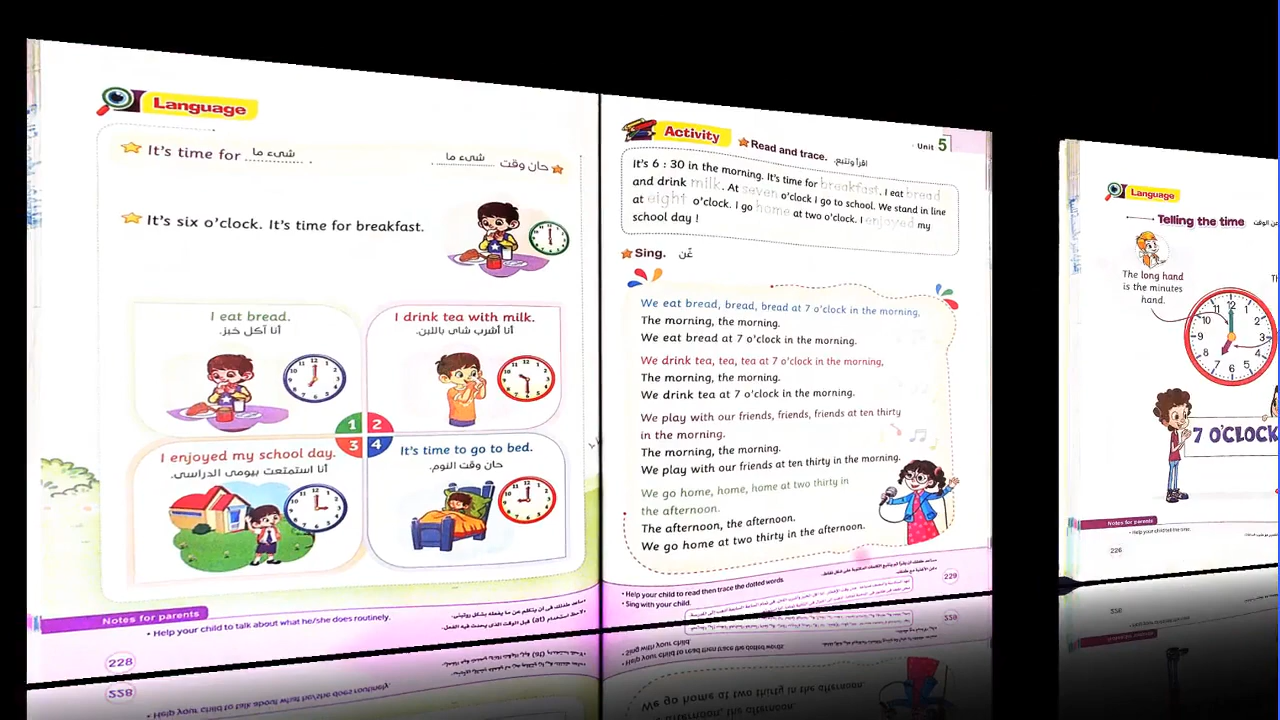 Language
It's time for شىء ما .
حان وقت شىء ما .
It's six o'clock. It's time for breakfast.
I eat bread.
أنا آكل خبز.
I drink tea with milk.
أنا أشرب شاى باللبن.
1 2
3 4
I enjoyed my school day.
أنا استمتعت بيومى الدراسى.
It's time to go to bed.
حان وقت النوم.
Notes for parents
• Help your child to talk about what he/she does routinely.
228
Activity
Read and trace.
اقرأ وتتبع.
Unit 5
It's 6 : 30 in the morning. It's time for breakfast. I eat bread
and drink milk. At seven o'clock I go to school. We stand in line
at eight o'clock. I go home at two o'clock. I enjoyed my
school day !
Sing. غَّن
We eat bread, bread, bread at 7 o'clock in the morning,
The morning, the morning.
We eat bread at 7 o'clock in the morning.
We drink tea, tea, tea at 7 o'clock in the morning,
The morning, the morning.
We drink tea at 7 o'clock in the morning.
We play with our friends, friends, friends at ten thirty
in the morning.
The morning, the morning.
We play with our friends at ten thirty in the morning.
We go home, home, home at two thirty in
the afternoon.
The afternoon, the afternoon.
We go home at two thirty in the afternoon.
• Help your child to read then trace the dotted words.
• Sing with your child.
229
Language
Telling the time
The long hand
is the minutes
hand.
7 O'CLOCK
Notes for parents
• Help your child tell the time.
226